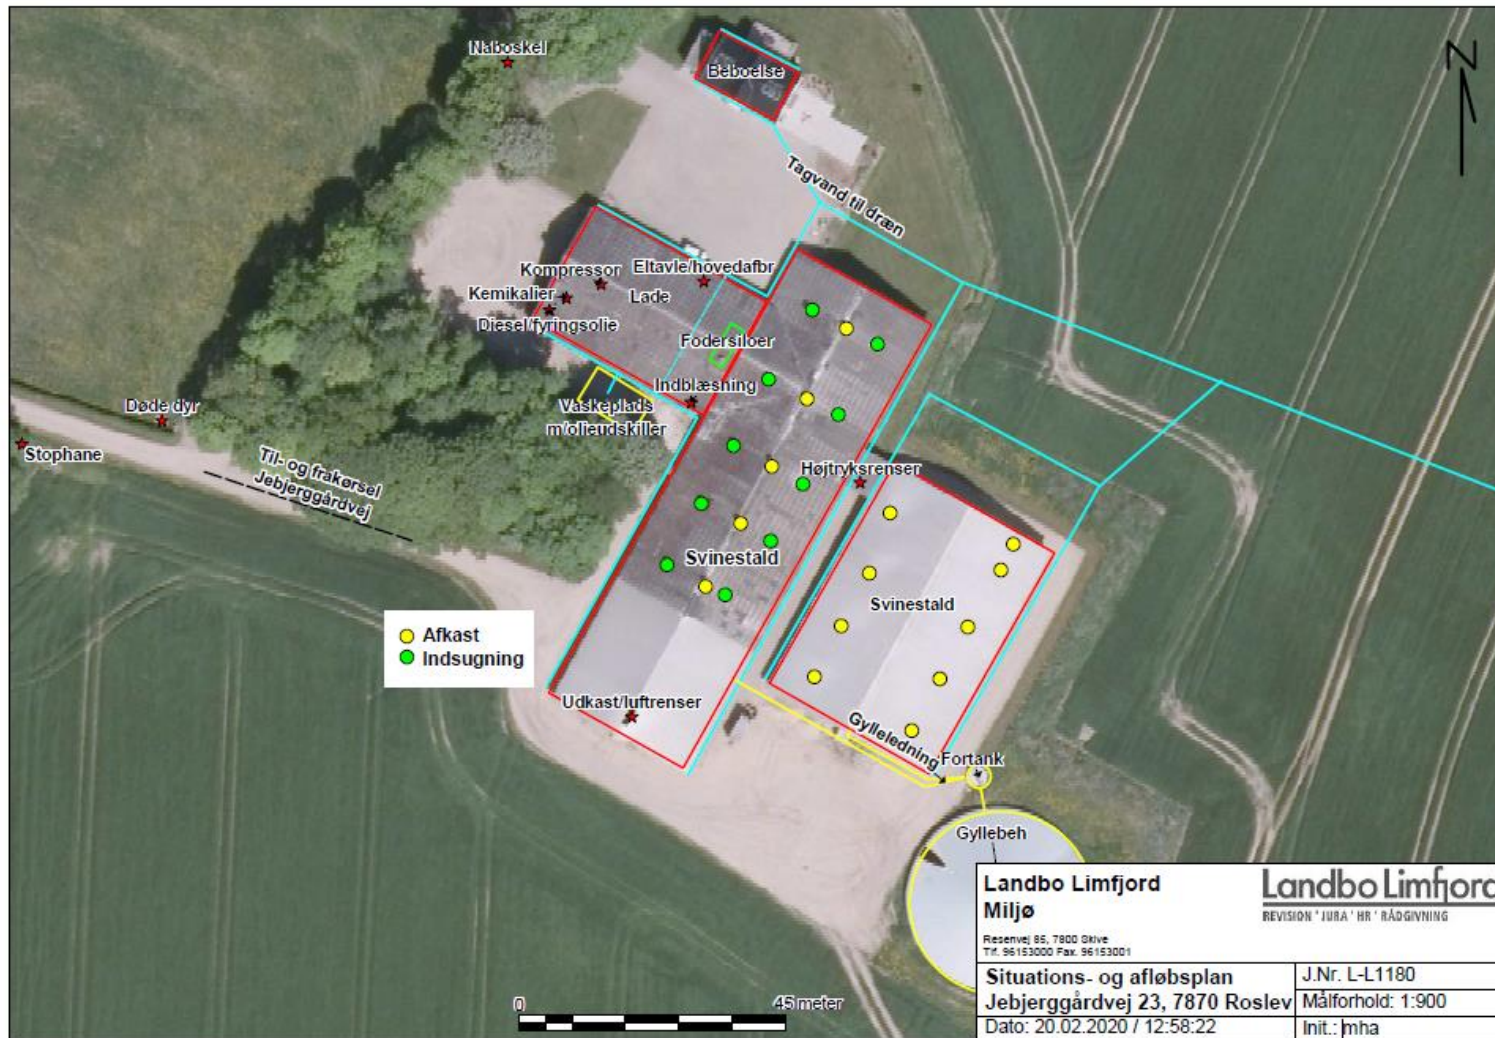 Naboskel
Beboelse
N
Tagvand til dræn
Kompressor
Eltavle/hovedafbr
Kemikalier
Lade
Diesel/fyringsolie
Fodersiloer
Indblæsning
Vaskeplads
m/olieudskiller
Døde dyr
Stophane
Til- og frakørsel
Jebjerggårdvej
Højtryksrenser
Svinestald
Svinestald
Afkast
Indsugning
Udkast/luftrenser
Gylleledning
Fortank
Gyllebeh
0 45 meter
Landbo Limfjord
Miljø
Landbo Limfjord
REVISION ' JURA ' HR ' RÅDGIVNING
Resenvej 85, 7800 Skive
Tlf. 96153000 Fax. 96153001
Situations- og afløbsplan
Jebjerggårdvej 23, 7870 Roslev
J.Nr. L-L1180
Målforhold: 1:900
Dato: 20.02.2020 / 12:58:22
Init.: mha